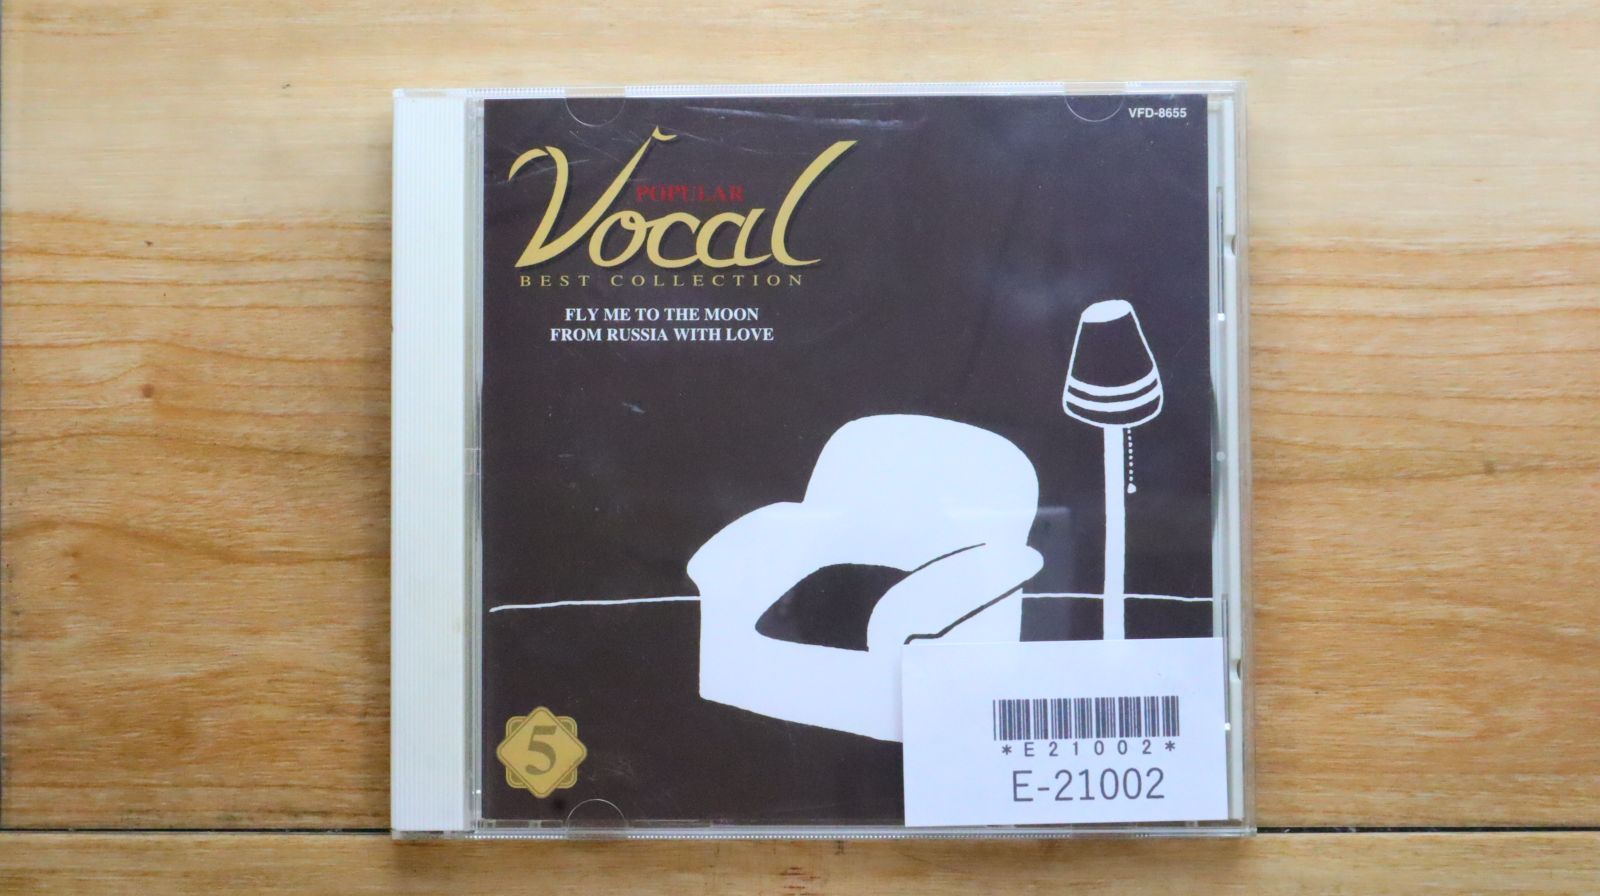 VFD-8655
POPULAR
Vocal
BEST COLLECTION
FLY ME TO THE MOON
FROM RUSSIA WITH LOVE
5
*E21002*
E-21002